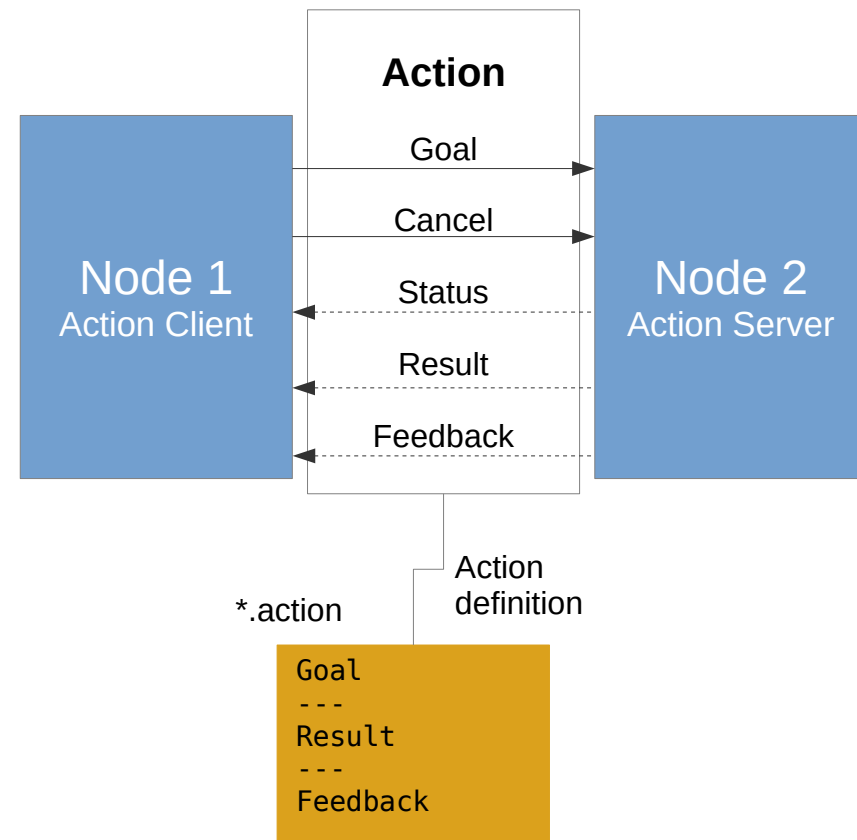 Action
Goal
Cancel
Status
Result
Feedback
Node 1
Action Client
Node 2
Action Server
Action
definition
*.action
Goal
---
Result
---
Feedback